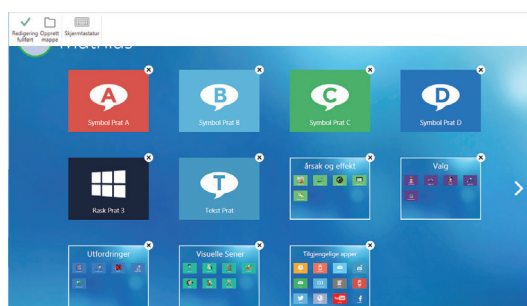 Redigering Opprett Skjermtastatur
fullført mappe
Mathias
A B C D
Symbol Prat A Symbol Prat B Symbol Prat C Symbol Prat D
årsak og effekt Valg
T
Rask Prat 3 Tekst Prat
Utfordringer Visuelle Sener Tilgjengelige apper